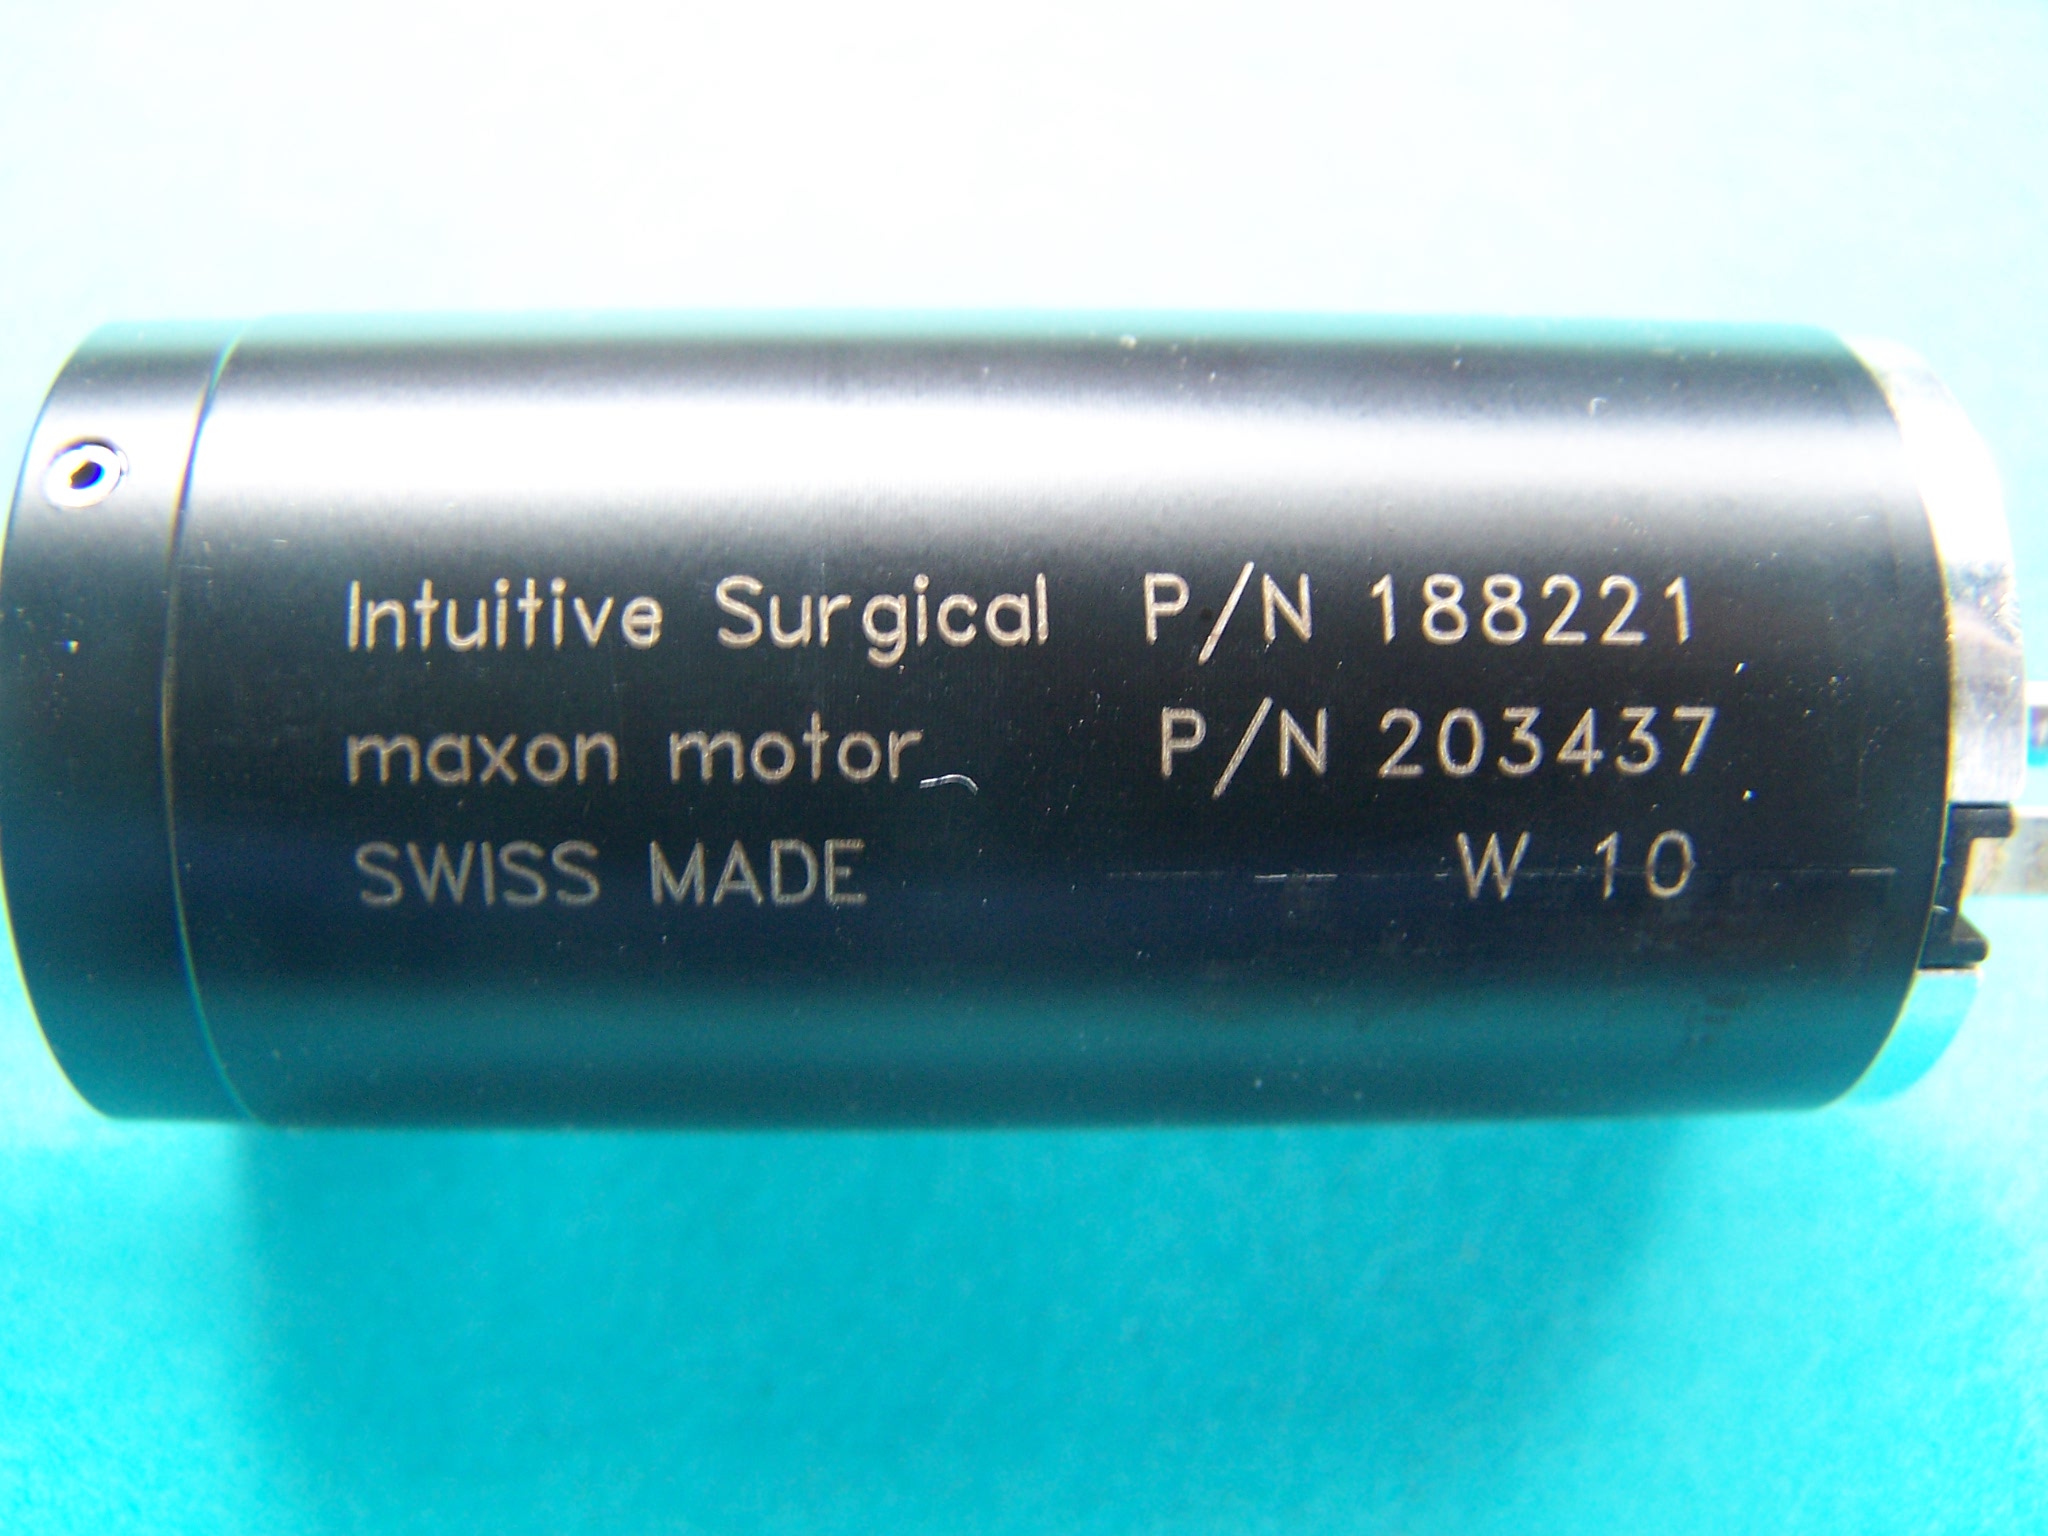 Intuitive Surgical P/N 188221
maxon motor P/N 203437
SWISS MADE W 10